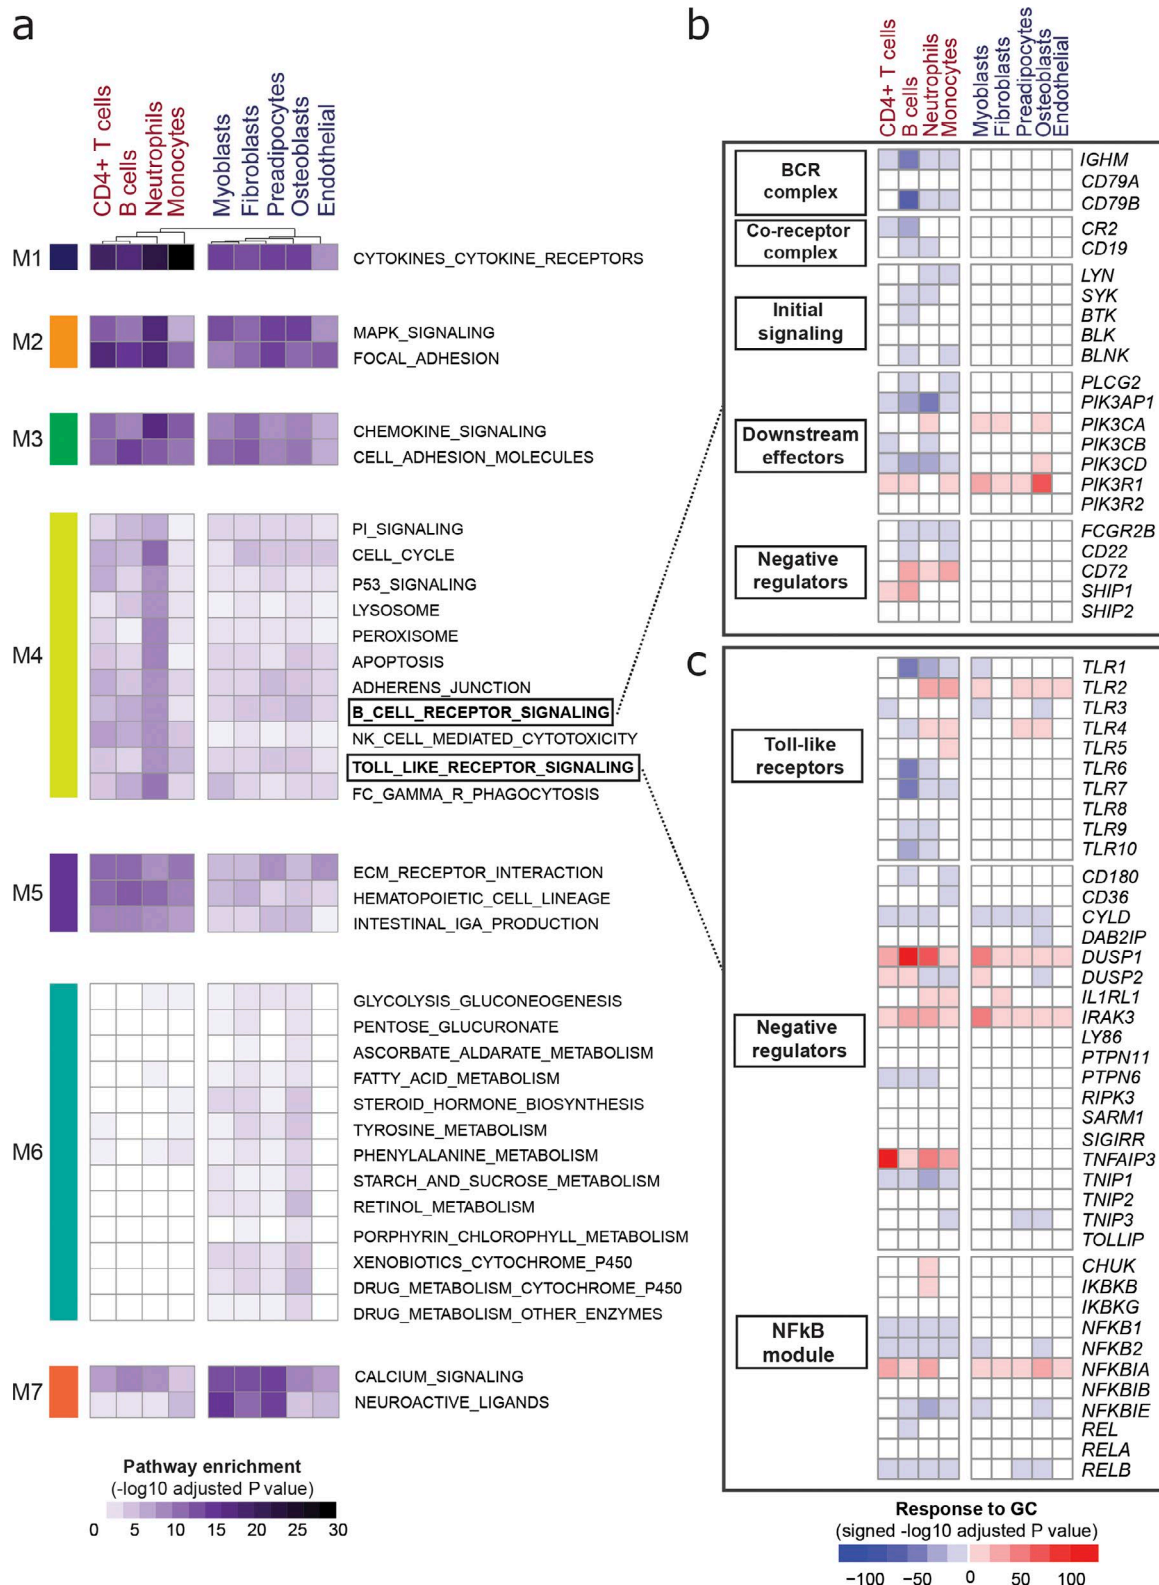 a
CD4+ T cells
B cells
Neutrophils
Monocytes
Myoblasts
Fibroblasts
Preadipocytes
Osteoblasts
Endothelial
M1
CYTOKINES_CYTOKINE_RECEPTORS
M2
MAPK_SIGNALING
FOCAL_ADHESION
M3
CHEMOKINE_SIGNALING
CELL_ADHESION_MOLECULES
M4
PI_SIGNALING
CELL_CYCLE
P53_SIGNALING
LYSOSOME
PEROXISOME
APOPTOSIS
ADHERENS_JUNCTION
B_CELL_RECEPTOR_SIGNALING
NK_CELL_MEDIATED_CYTOTOXICITY
TOLL_LIKE_RECEPTOR_SIGNALING
FC_GAMMA_R_PHAGOCYTOSIS
M5
ECM_RECEPTOR_INTERACTION
HEMATOPOIETIC_CELL_LINEAGE
INTESTINAL_IGA_PRODUCTION
M6
GLYCOLYSIS_GLUCONEOGENESIS
PENTOSE_GLUCURONATE
ASCORBATE_ALDARATE_METABOLISM
FATTY_ACID_METABOLISM
STEROID_HORMONE_BIOSYNTHESIS
TYROSINE_METABOLISM
PHENYLALANINE_METABOLISM
STARCH_AND_SUCROSE_METABOLISM
RETINOL_METABOLISM
PORPHYRIN_CHLOROPHYLL_METABOLISM
XENOBIOTICS_CYTOCHROME_P450
DRUG_METABOLISM_CYTOCHROME_P450
DRUG_METABOLISM_OTHER_ENZYMES
M7
CALCIUM_SIGNALING
NEUROACTIVE_LIGANDS
Pathway enrichment
(-log10 adjusted P value)
0 5 10 15 20 25 30
b
CD4+ T cells
B cells
Neutrophils
Monocytes
Myoblasts
Fibroblasts
Preadipocytes
Osteoblasts
Endothelial
BCR
complex
IGHM
CD79A
CD79B
Co-receptor
complex
CR2
CD19
Initial
signaling
LYN
SYK
BTK
BLK
BLNK
Downstream
effectors
PLCG2
PIK3AP1
PIK3CA
PIK3CB
PIK3CD
PIK3R1
PIK3R2
Negative
regulators
FCGR2B
CD22
CD72
SHIP1
SHIP2
c
Toll-like
receptors
TLR1
TLR2
TLR3
TLR4
TLR5
TLR6
TLR7
TLR8
TLR9
TLR10
Negative
regulators
CD180
CD36
CYLD
DAB2IP
DUSP1
DUSP2
IL1RL1
IRAK3
LY86
PTPN11
PTPN6
RIPK3
SARM1
SIGIRR
TNFAIP3
TNIP1
TNIP2
TNIP3
TOLLIP
NFkB
module
CHUK
IKBKB
IKBKG
NFKB1
NFKB2
NFKBIA
NFKBIB
NFKBIE
REL
RELA
RELB
Response to GC
(signed -log10 adjusted P value)
−100 −50 0 50 100